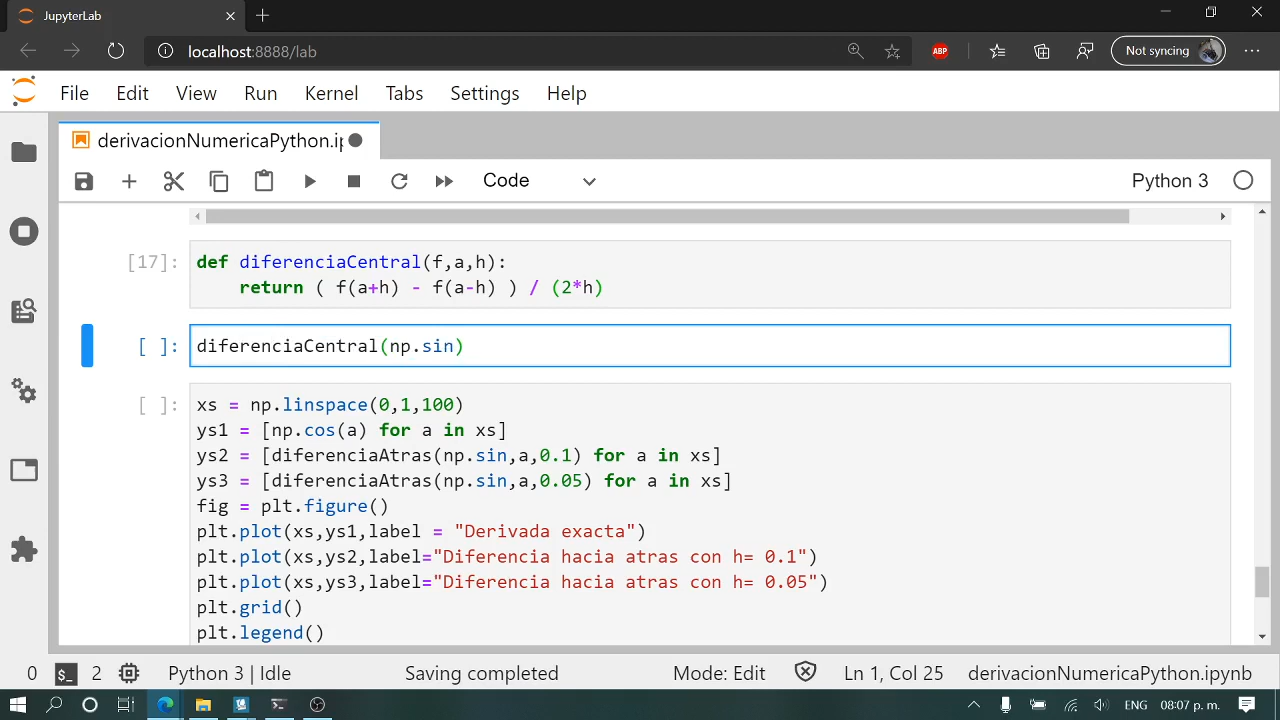 JupyterLab
localhost:8888/lab
ABP
Not syncing
File Edit View Run Kernel Tabs Settings Help
derivacionNumericaPython.ip
Code
Python 3
[17]:
def diferenciaCentral(f,a,h):
return ( f(a+h) - f(a-h) ) / (2*h)
[ ]:
diferenciaCentral(np.sin)
[ ]:
xs = np.linspace(0,1,100)
ys1 = [np.cos(a) for a in xs]
ys2 = [diferenciaAtras(np.sin,a,0.1) for a in xs]
ys3 = [diferenciaAtras(np.sin,a,0.05) for a in xs]
fig = plt.figure()
plt.plot(xs,ys1,label = "Derivada exacta")
plt.plot(xs,ys2,label="Diferencia hacia atras con h= 0.1")
plt.plot(xs,ys3,label="Diferencia hacia atras con h= 0.05")
plt.grid()
plt.legend()
0 2 Python 3 | Idle Saving completed Mode: Edit Ln 1, Col 25 derivacionNumericaPython.ipynb
ENG 08:07 p. m.